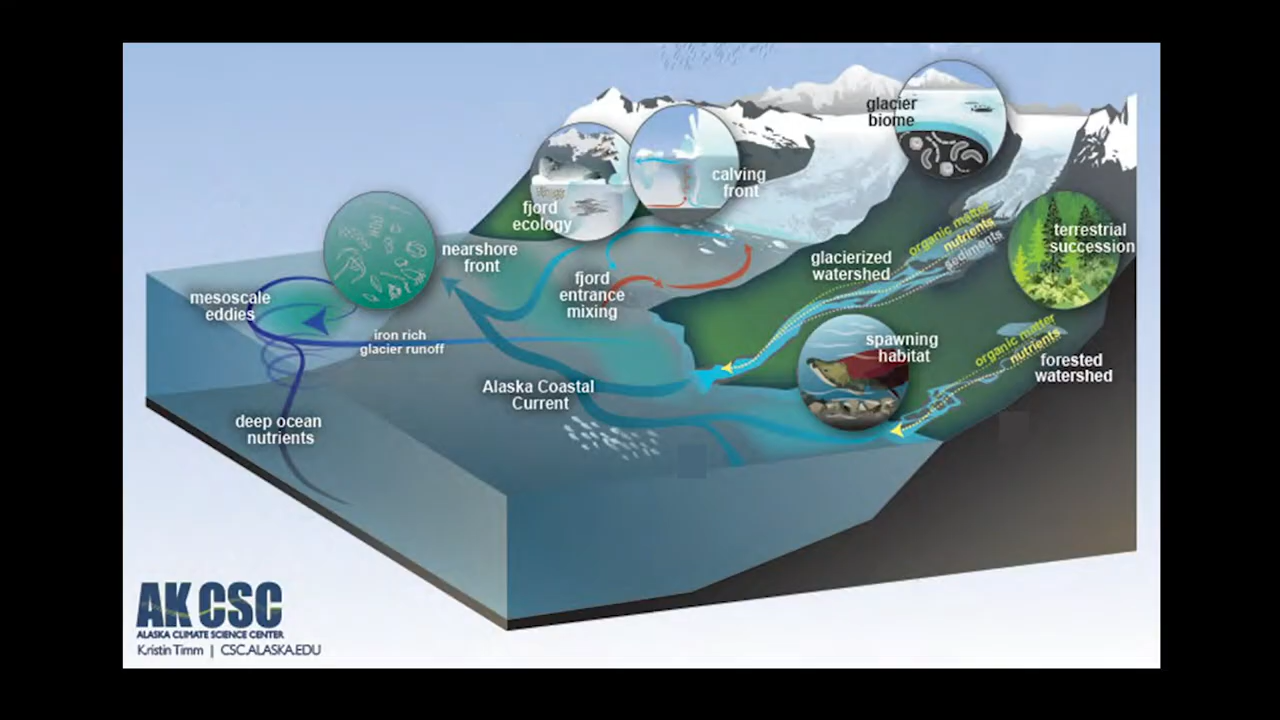 glacier
biome
calving
front
fjord
ecology
nearshore
front
terrestrial
succession
organic matter
nutrients
sediments
glacierized
watershed
fjord
entrance
mixing
mesoscale
eddies
iron rich
glacier runoff
spawning
habitat
organic matter
nutrients
forested
watershed
Alaska Coastal
Current
deep ocean
nutrients
AK CSC
ALASKA CLIMATE SCIENCE CENTER
Kristin Timm | CSC.ALASKA.EDU